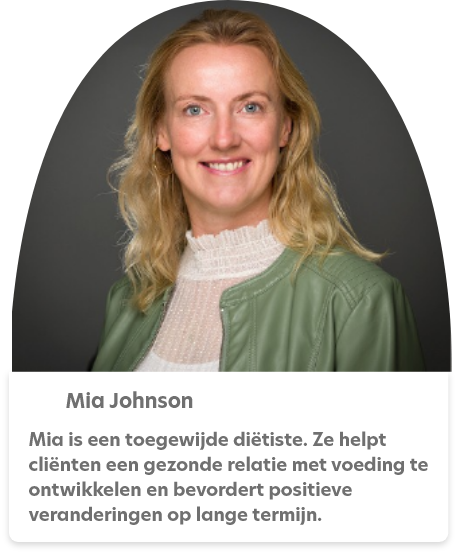 Mia Johnson
Mia is een toegewijde diëtiste. Ze helpt
cliënten een gezonde relatie met voeding te
ontwikkelen en bevordert positieve
veranderingen op lange termijn.